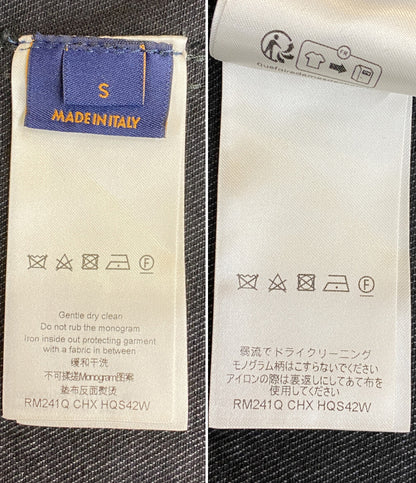 S
MADE IN ITALY
F
Gentle dry clean
Do not rub the monogram
Iron inside out protecting garment
with a fabric in between
缓和干洗
不可揉搓Monogram图案
垫布反面熨烫
RM241Q CHX HQS42W
FR
F
弱流でドライクリーニング
モノグラム柄はこすらないでください
アイロンの際は裏返しにしてあて布を
使用してください
RM241Q CHX HQS42W